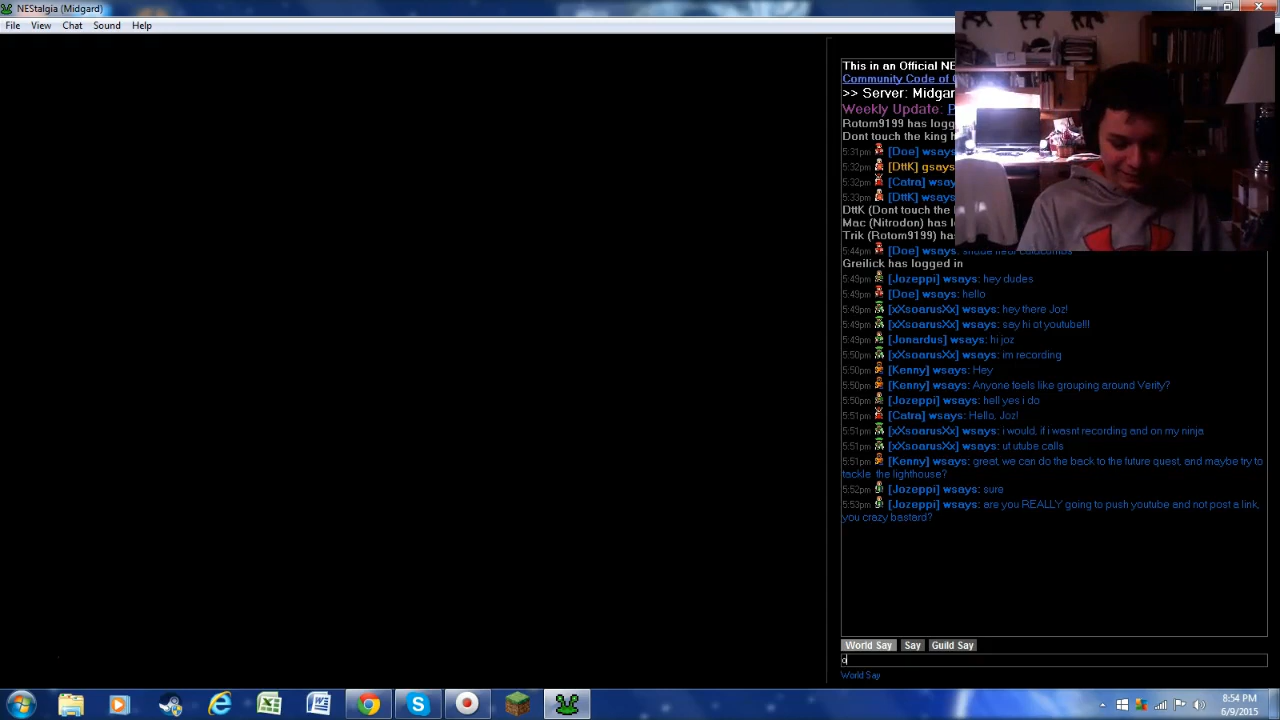 NEStalgia (Midgard)
File View Chat Sound Help
This in an Official NE
Community Code of
>> Server: Midgar
Weekly Update:
Rotom9199 has logg
Dont touch the king h
5:31pm [Doe] wsays
5:32pm [DttK] gsays
5:32pm [Catra] wsay
5:33pm [DttK] wsays
DttK (Dont touch the
Mac (Nitrodon) has l
Trik (Rotom9199) has
5:44pm [Doe] wsays:
Greilick has logged in
5:49pm [Jozeppi] wsays: hey dudes
5:49pm [Doe] wsays: hello
5:49pm [xXsoarusXx] wsays: hey there Joz!
5:49pm [xXsoarusXx] wsays: say hi ot youtube!!!
5:49pm [Jonardus] wsays: hi joz
5:50pm [xXsoarusXx] wsays: im recording
5:50pm [Kenny] wsays: Hey
5:50pm [Kenny] wsays: Anyone feels like grouping around Verity?
5:50pm [Jozeppi] wsays: hell yes i do
5:51pm [Catra] wsays: Hello, Joz!
5:51pm [xXsoarusXx] wsays: i would, if i wasnt recording and on my ninja
5:51pm [xXsoarusXx] wsays: ut utube calls
5:51pm [Kenny] wsays: great, we can do the back to the future quest, and maybe try to
tackle the lighthouse?
5:52pm [Jozeppi] wsays: sure
5:53pm [Jozeppi] wsays: are you REALLY going to push youtube and not post a link,
you crazy bastard?
World Say Say Guild Say
o
World Say
8:54 PM
6/9/2015